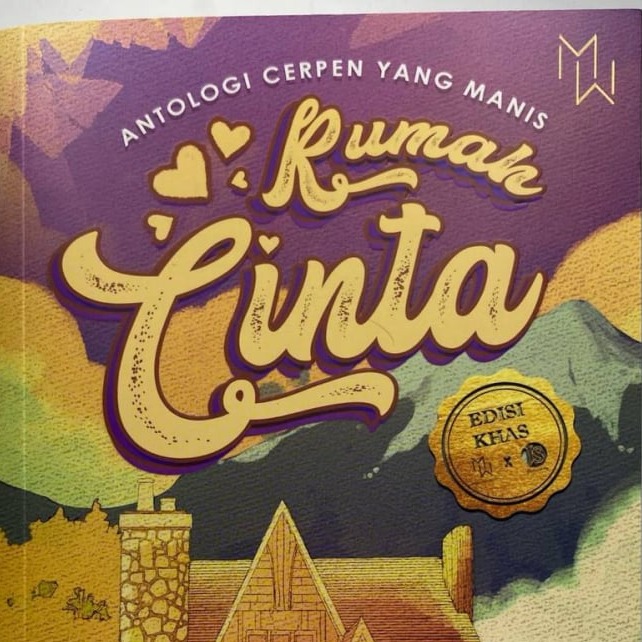 ANTOLOGI CERPEN YANG MANIS
Rumah
Cinta
EDISI
KHAS
x